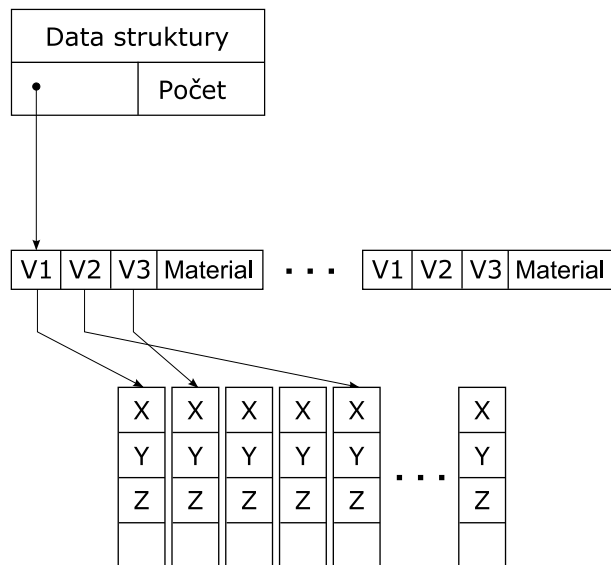 Data struktury
Počet
V1 V2 V3 Material . . . V1 V2 V3 Material
X X X X X X
Y Y Y Y Y . . . Y
Z Z Z Z Z Z